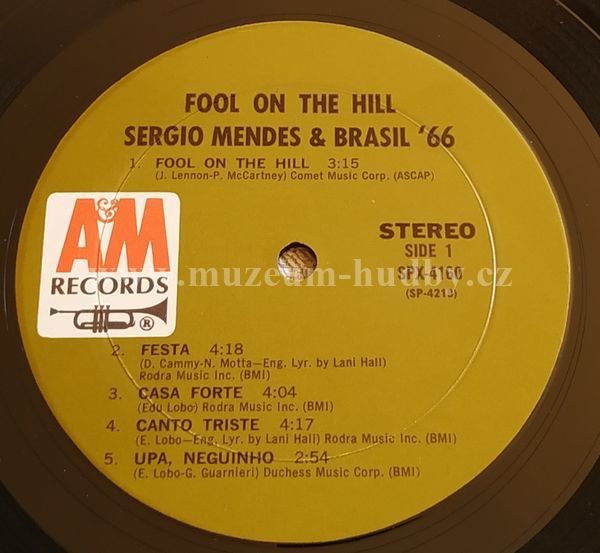 FOOL ON THE HILL
SERGIO MENDES & BRASIL '66
1. FOOL ON THE HILL 3:15
(J. Lennon-P. McCartney) Comet Music Corp. (ASCAP)
A&M
RECORDS
®
STEREO
SIDE 1
SPX-4160
(SP-4213)
www.muzeum-hudby.cz
2. FESTA 4:18
(D. Cammy-N. Motta—Eng. Lyr. by Lani Hall)
Rodra Music Inc. (BMI)
3. CASA FORTE 4:04
(Edu Lobo) Rodra Music Inc. (BMI)
4. CANTO TRISTE 4:17
(E. Lobo—Eng. Lyr. by Lani Hall) Rodra Music Inc. (BMI)
5. UPA, NEGUINHO 2:54
(E. Lobo-G. Guarnieri) Duchess Music Corp. (BMI)